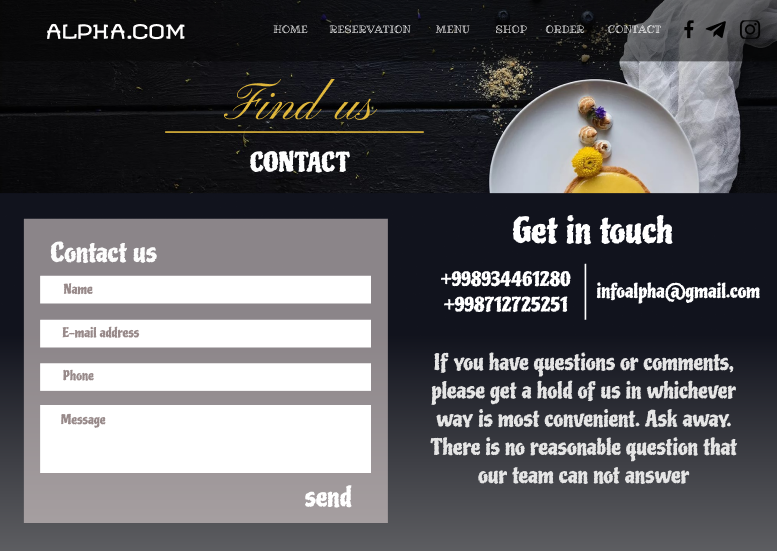 ALPHA.COM
HOME RESERVATION MENU SHOP ORDER CONTACT
Find us
CONTACT
Contact us
Name
E-mail address
Phone
Message
send
Get in touch
+998934461280
+998712725251
infoalpha@gmail.com
If you have questions or comments,
please get a hold of us in whichever
way is most convenient. Ask away.
There is no reasonable question that
our team can not answer